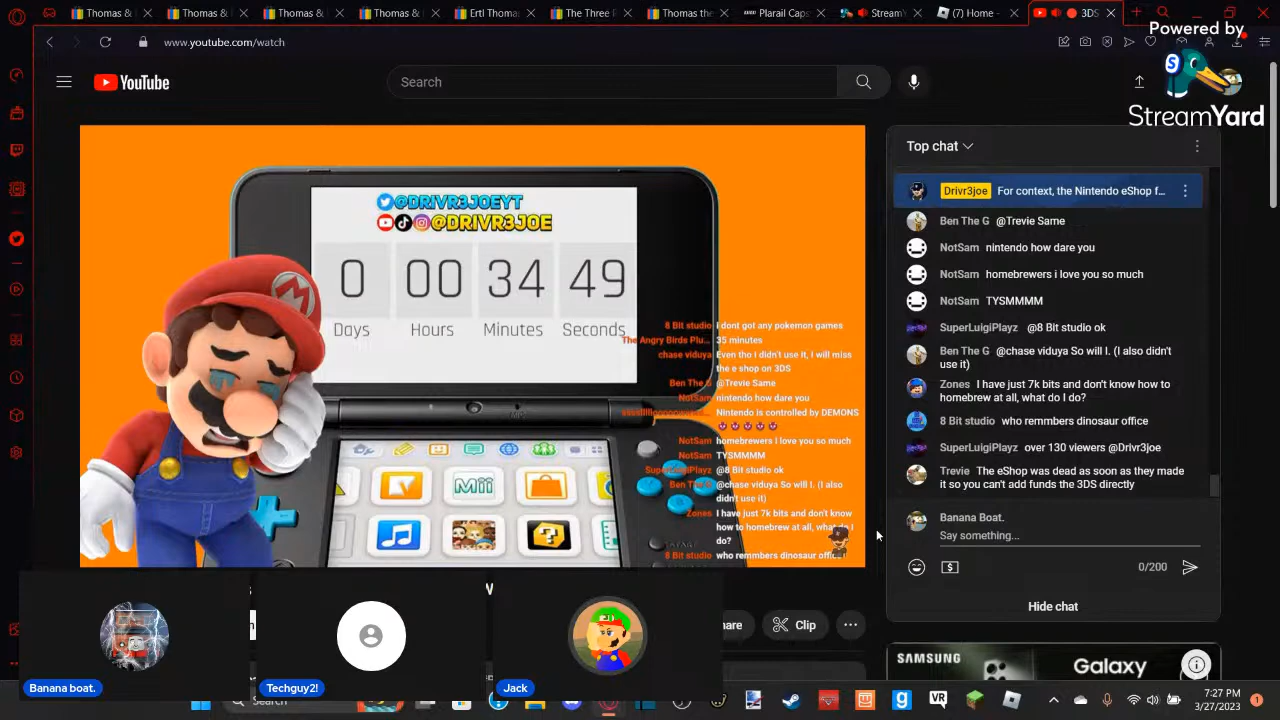 Thomas &
Thomas &
Thomas &
Thomas &
Erti Thoma
The Three
Thomas the
Plarail Caps
Stream
(7) Home -
3DS
www.youtube.com/watch
Powered by
StreamYard
YouTube
Search
@DRIVR3JOEYT
@DRIVR3JOE
0 00 34 49
Days Hours Minutes Seconds
8 Bit studio I dont got any pokemon games
The Angry Birds Plu... 35 minutes
chase viduya Even tho I didn't use it, I will miss
the e shop on 3DS
Ben The G @Trevie Same
NotSam nintendo how dare you
Nintendo is controlled by DEMONS
NotSam homebrewers i love you so much
NotSam TYSMMMM
SuperLuigiPlayz @8 Bit studio ok
Ben The G @chase viduya So will I. (I also
didn't use it)
Zones I have just 7k bits and don't know
how to homebrew at all, what do I
do?
8 Bit studio who remmbers dinosaur office
Mii
Top chat
Drivr3joe For context, the Nintendo eShop f...
Ben The G @Trevie Same
NotSam nintendo how dare you
NotSam homebrewers i love you so much
NotSam TYSMMMM
SuperLuigiPlayz @8 Bit studio ok
Ben The G @chase viduya So will I. (I also didn't
use it)
Zones I have just 7k bits and don't know how to
homebrew at all, what do I do?
8 Bit studio who remmbers dinosaur office
SuperLuigiPlayz over 130 viewers @Drivr3joe
Trevie The eShop was dead as soon as they made
it so you can't add funds the 3DS directly
Banana Boat.
Say something...
0/200
Hide chat
hare
Clip
Banana boat.
Techguy2!
Jack
SAMSUNG
Galaxy
Search
VR
7:27 PM
3/27/2023
1